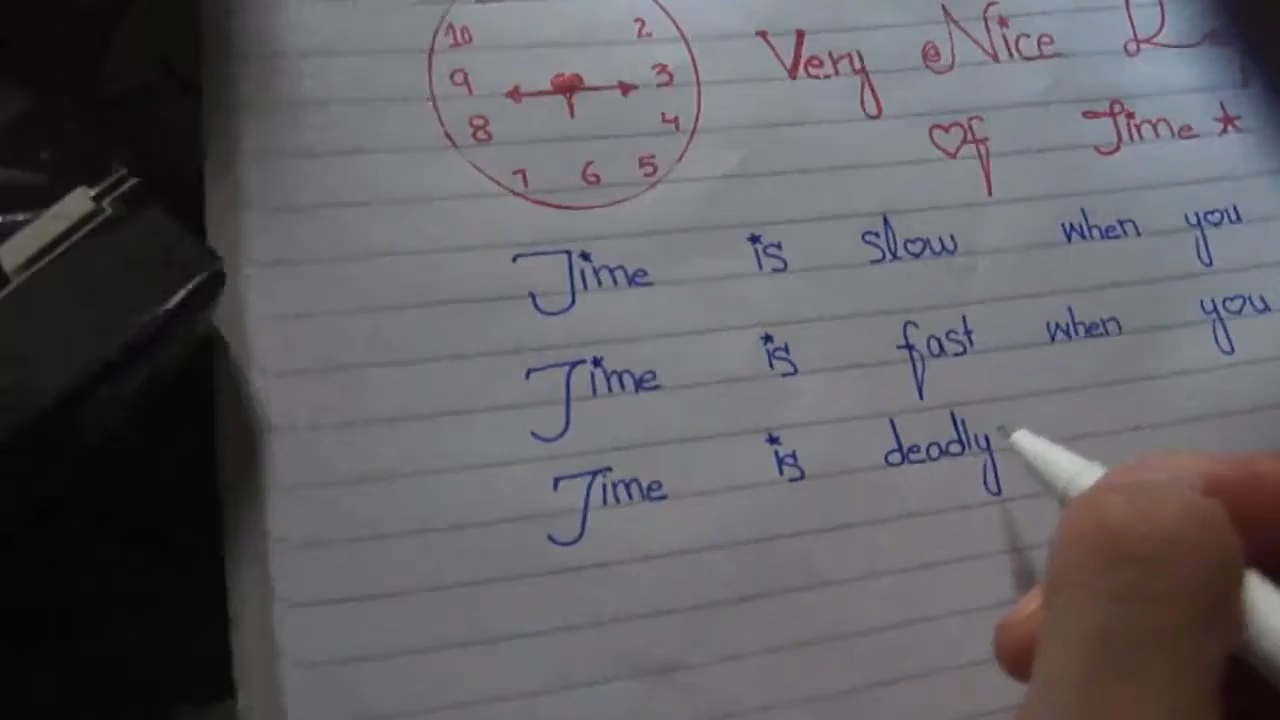 10 2
9 3
8 4
7 6 5
Very Nice
Of Time
Time is slow when you
Time is fast when you
Time is deadly